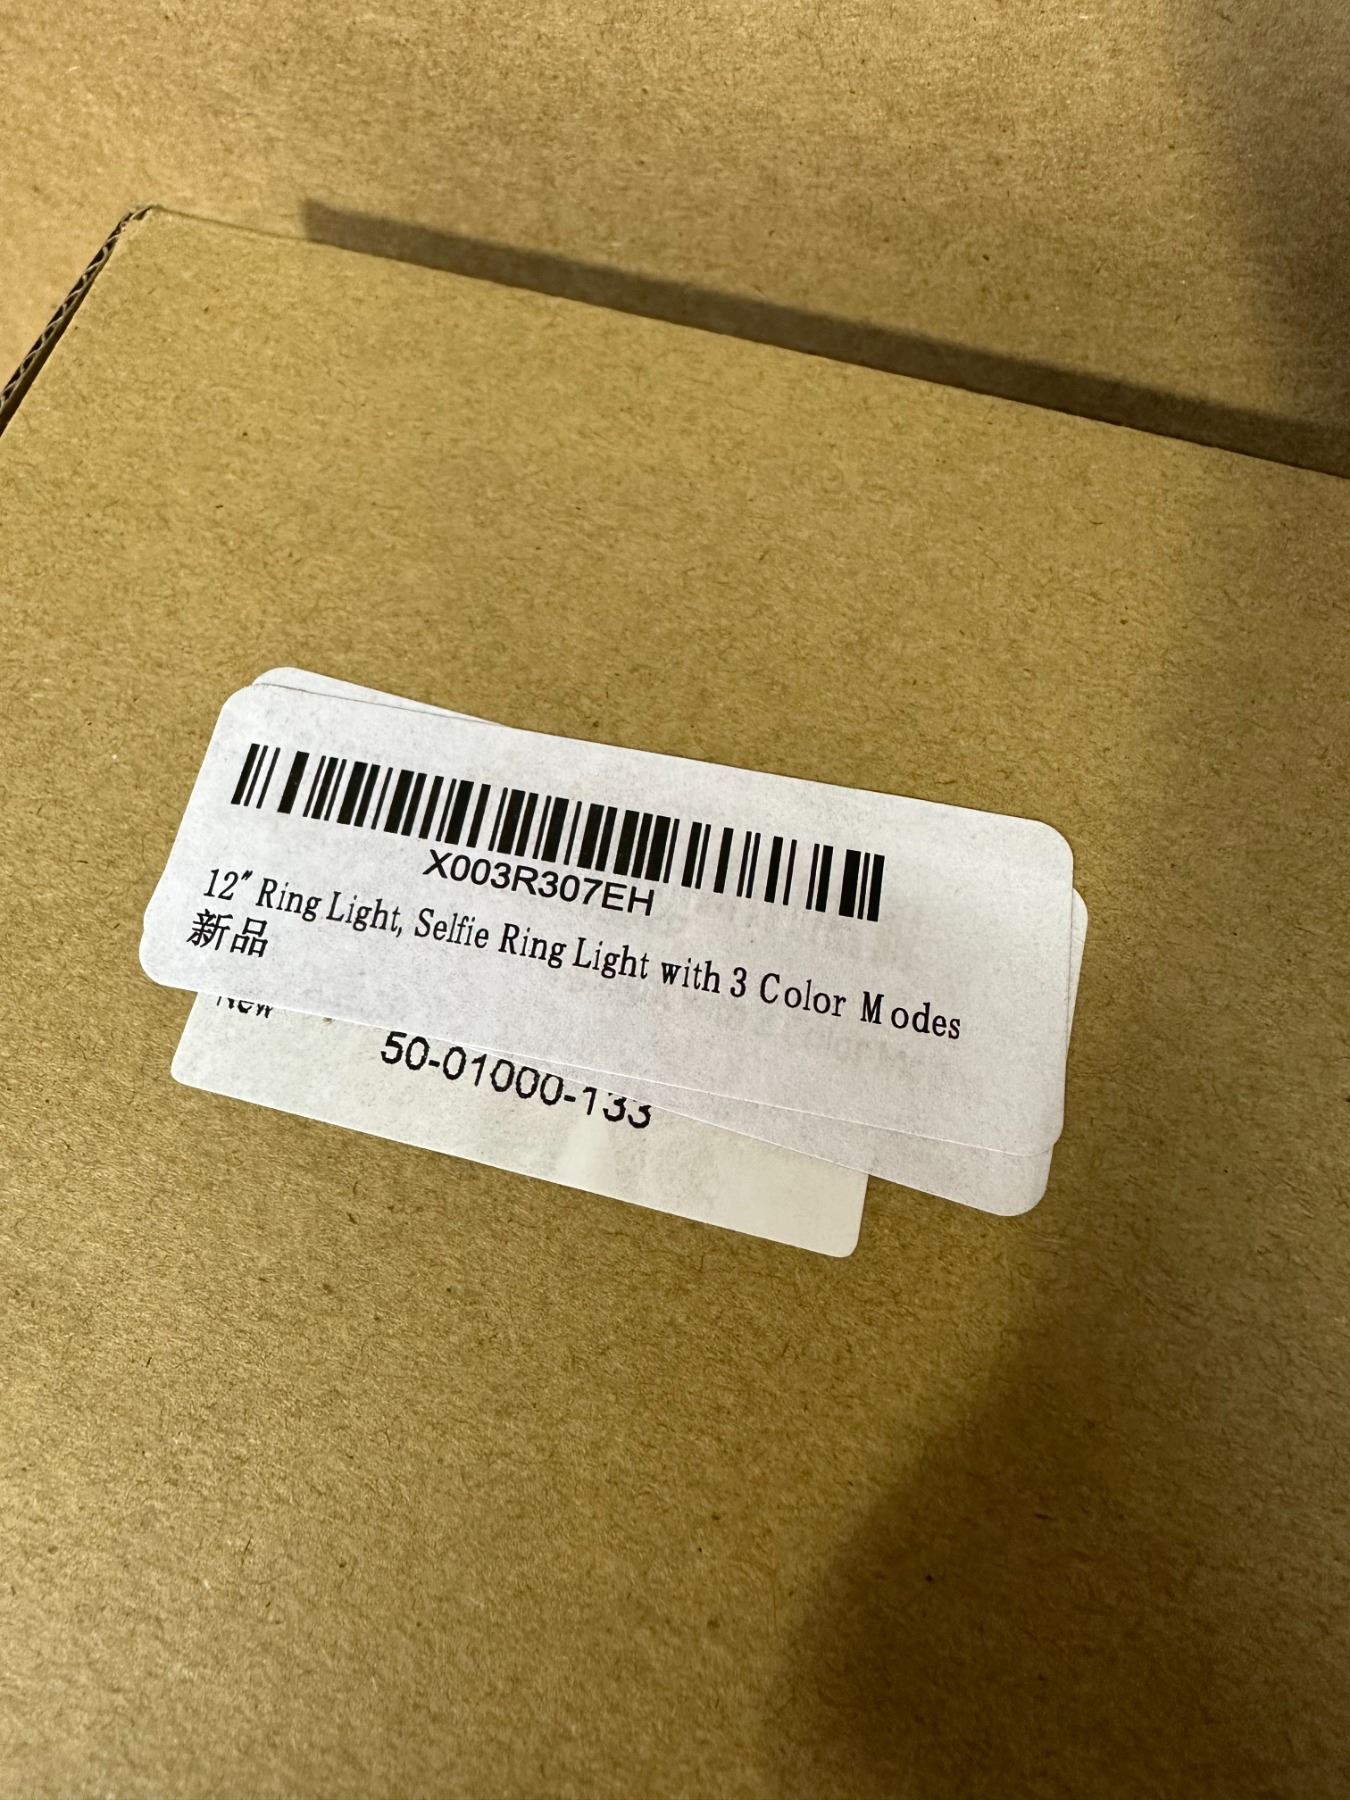 X003R307EH
12" Ring Light, Selfie Ring Light with 3 Color Modes
新品
New
50-01000-133